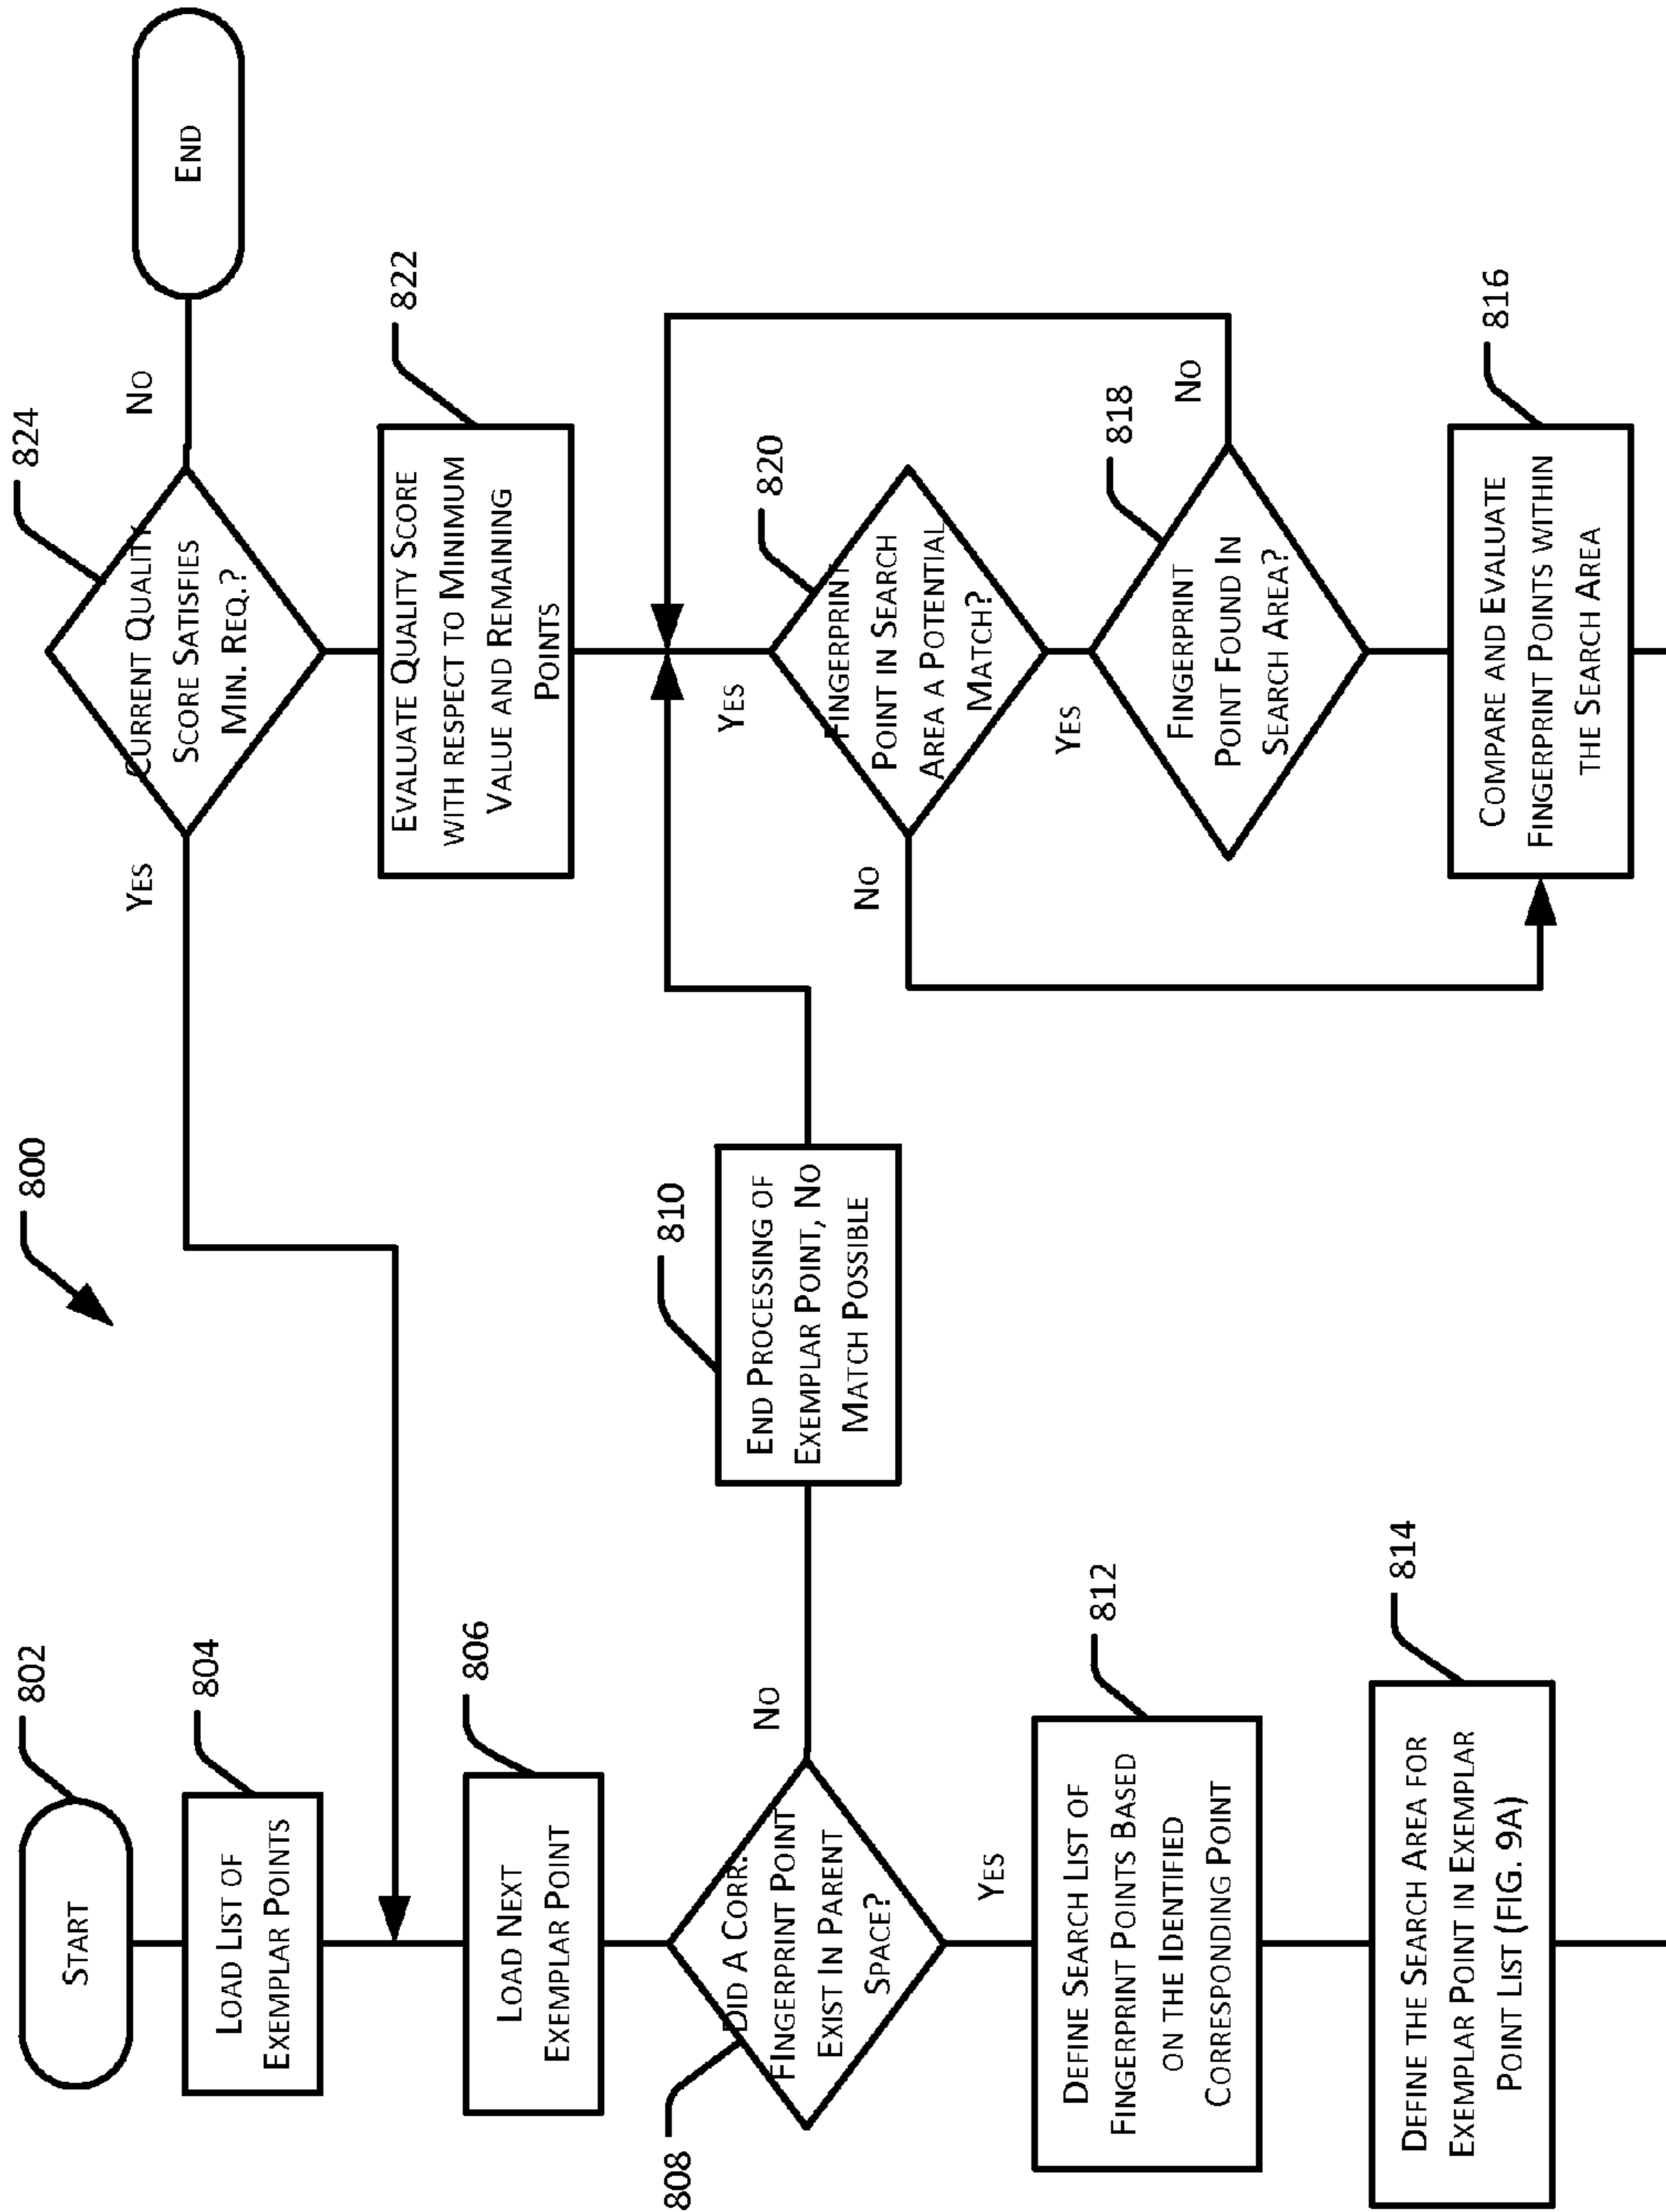 800
802
START
804
LOAD LIST OF
EXEMPLAR POINTS
806
LOAD NEXT
EXEMPLAR POINT
808
DID A CORR.
FINGERPRINT POINT
EXIST IN PARENT
SPACE?
NO
YES
810
END PROCESSING OF
EXEMPLAR POINT, NO
MATCH POSSIBLE
812
DEFINE SEARCH LIST OF
FINGERPRINT POINTS BASED
ON THE IDENTIFIED
CORRESPONDING POINT
814
DEFINE THE SEARCH AREA FOR
EXEMPLAR POINT IN EXEMPLAR
POINT LIST (FIG. 9A)
816
COMPARE AND EVALUATE
FINGERPRINT POINTS WITHIN
THE SEARCH AREA
818
FINGERPRINT
POINT FOUND IN
SEARCH AREA?
NO
YES
820
FINGERPRINT
POINT IN SEARCH
AREA A POTENTIAL
MATCH?
NO
YES
822
EVALUATE QUALITY SCORE
WITH RESPECT TO MINIMUM
VALUE AND REMAINING
POINTS
824
CURRENT QUALITY
SCORE SATISFIES
MIN. REQ.?
YES
NO
END